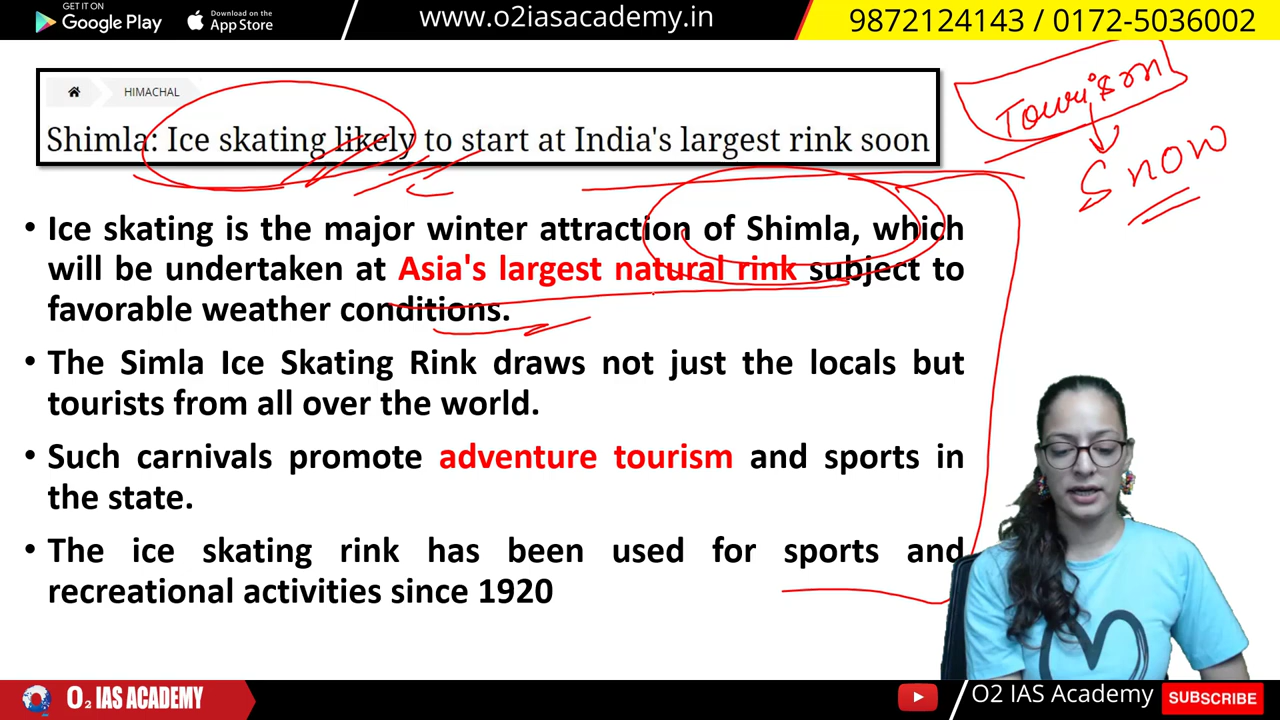 GET IT ON
Google Play
Download on the
App Store
www.o2iasacademy.in
9872124143 / 0172-5036002
HIMACHAL
Shimla: Ice skating likely to start at India's largest rink soon
Tourism
Snow
• Ice skating is the major winter attraction of Shimla, which
will be undertaken at Asia's largest natural rink subject to
favorable weather conditions.
• The Simla Ice Skating Rink draws not just the locals but
tourists from all over the world.
• Such carnivals promote adventure tourism and sports in
the state.
• The ice skating rink has been used for sports and
recreational activities since 1920
O₂ IAS ACADEMY
O2 IAS Academy
SUBSCRIBE